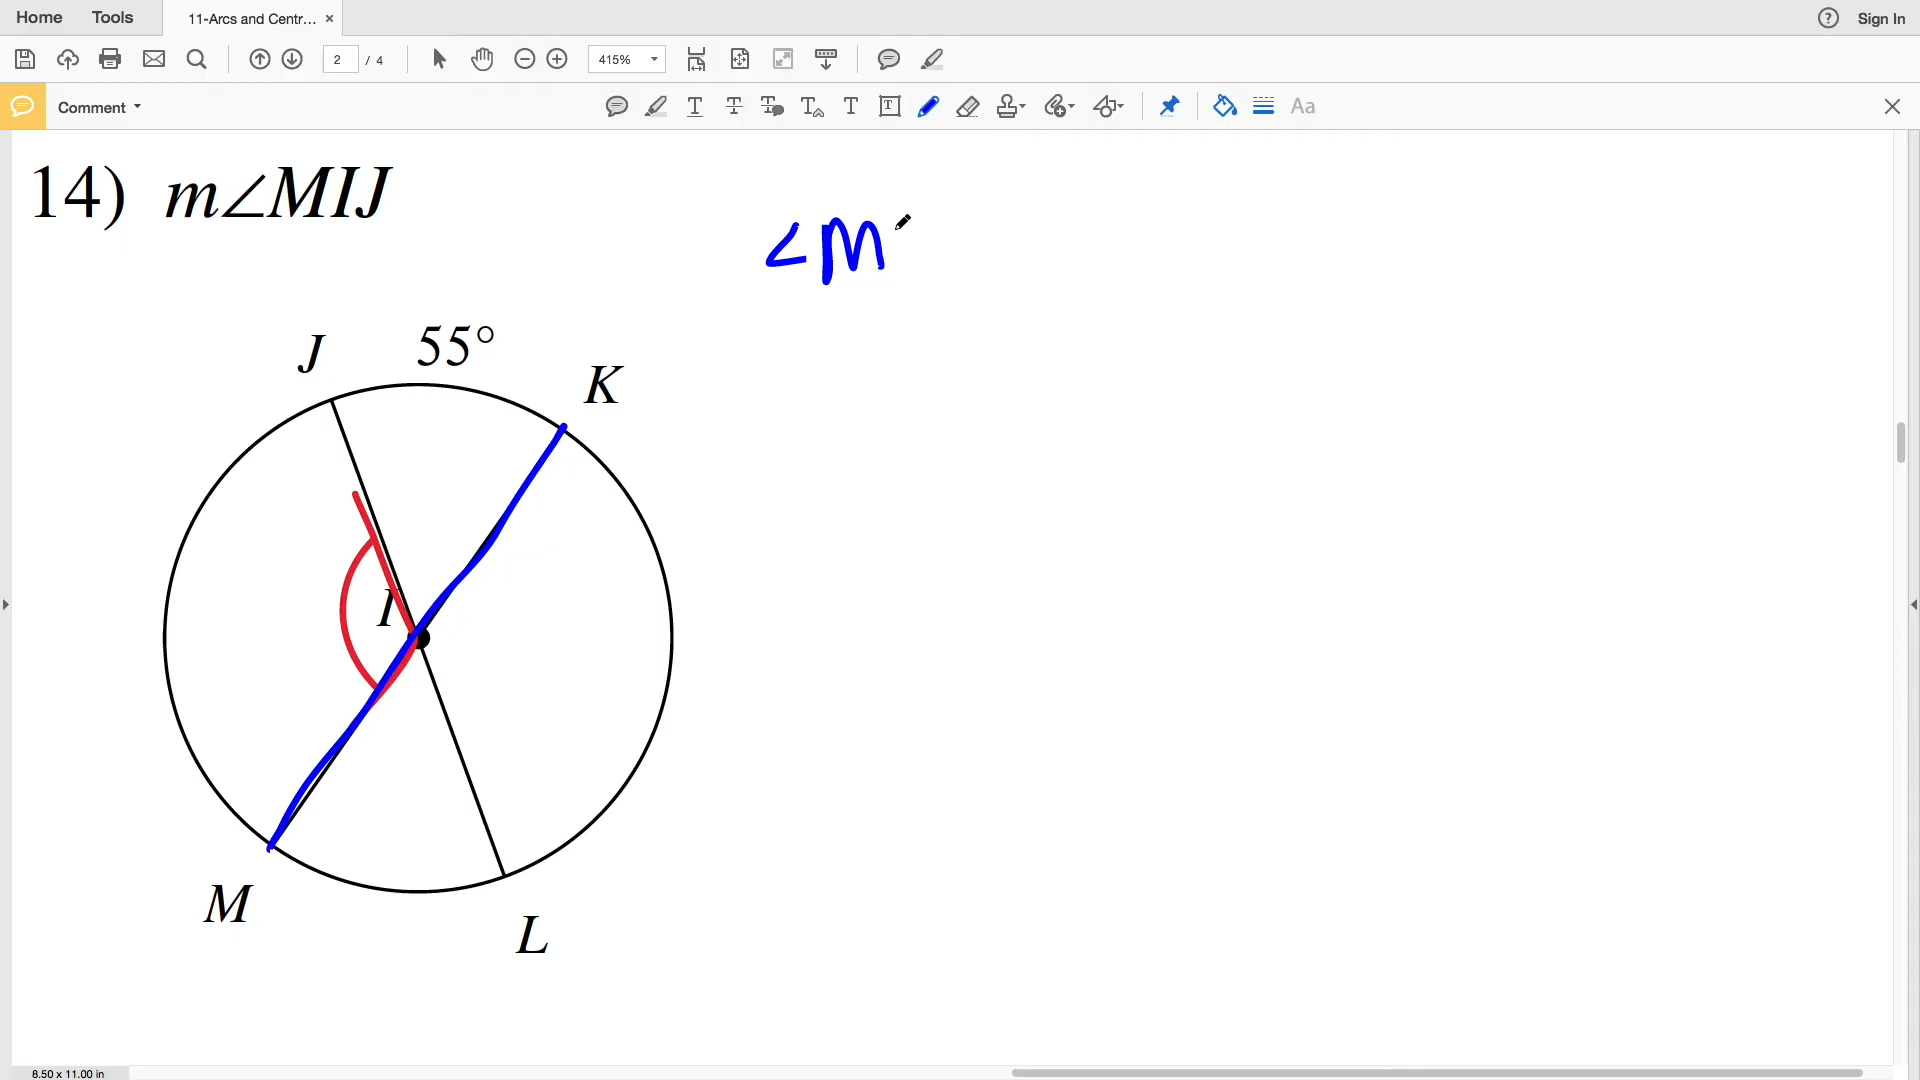 Home Tools 11-Arcs and Centr... × Sign In
2 / 4 415%
Comment Aa
14) m∠MIJ
∠M
J 55° K
I
M L
8.50 x 11.00 in